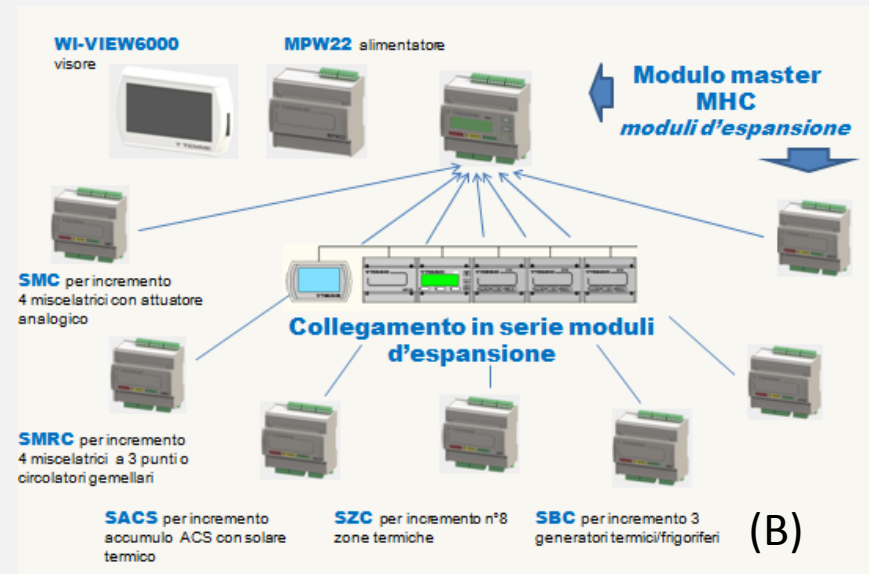 WI-VIEW6000
visore
MPW22 alimentatore
Modulo master
MHC
moduli d'espansione
SMC per incremento
4 miscelatrici con attuatore
analogico
Collegamento in serie moduli
d'espansione
SMRC per incremento
4 miscelatrici a 3 punti o
circolatori gemellari
SACS per incremento
accumulo ACS con solare
termico
SZC per incremento n°8
zone termiche
SBC per incremento 3
generatori termici/frigoriferi
(B)